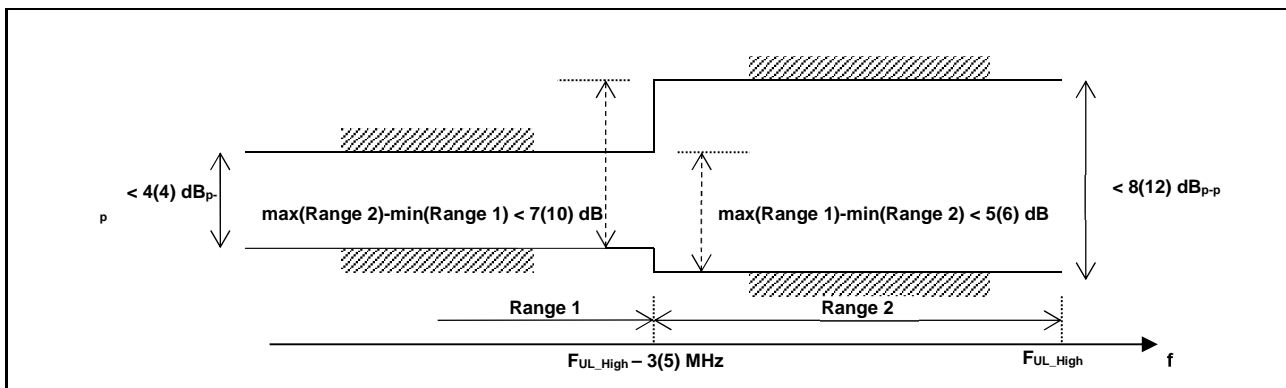 < 4(4) dBp-
p
max(Range 2)-min(Range 1) < 7(10) dB
max(Range 1)-min(Range 2) < 5(6) dB
< 8(12) dBp-p
Range 1
Range 2
FUL_High – 3(5) MHz
FUL_High
f